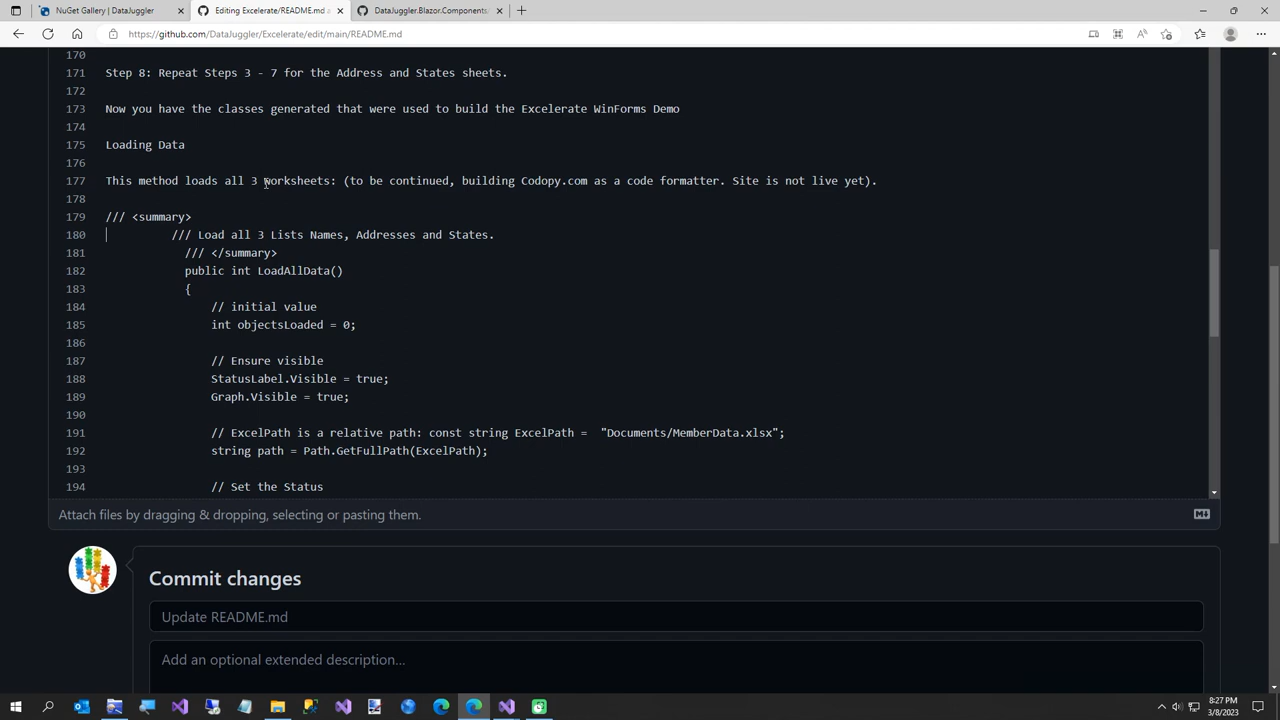 NuGet Gallery | DataJuggler
Editing Excelerate/README.md a
DataJuggler.Blazor.Components
https://github.com/DataJuggler/Excelerate/edit/main/README.md
170
171 Step 8: Repeat Steps 3 - 7 for the Address and States sheets.
172
173 Now you have the classes generated that were used to build the Excelerate WinForms Demo
174
175 Loading Data
176
177 This method loads all 3 worksheets: (to be continued, building Codopy.com as a code formatter. Site is not live yet).
178
179 /// <summary>
180 /// Load all 3 Lists Names, Addresses and States.
181 /// </summary>
182 public int LoadAllData()
183 {
184 // initial value
185 int objectsLoaded = 0;
186
187 // Ensure visible
188 StatusLabel.Visible = true;
189 Graph.Visible = true;
190
191 // ExcelPath is a relative path: const string ExcelPath =  "Documents/MemberData.xlsx";
192 string path = Path.GetFullPath(ExcelPath);
193
194 // Set the Status
Attach files by dragging & dropping, selecting or pasting them.
Commit changes
Update README.md
Add an optional extended description...
8:27 PM
3/8/2023